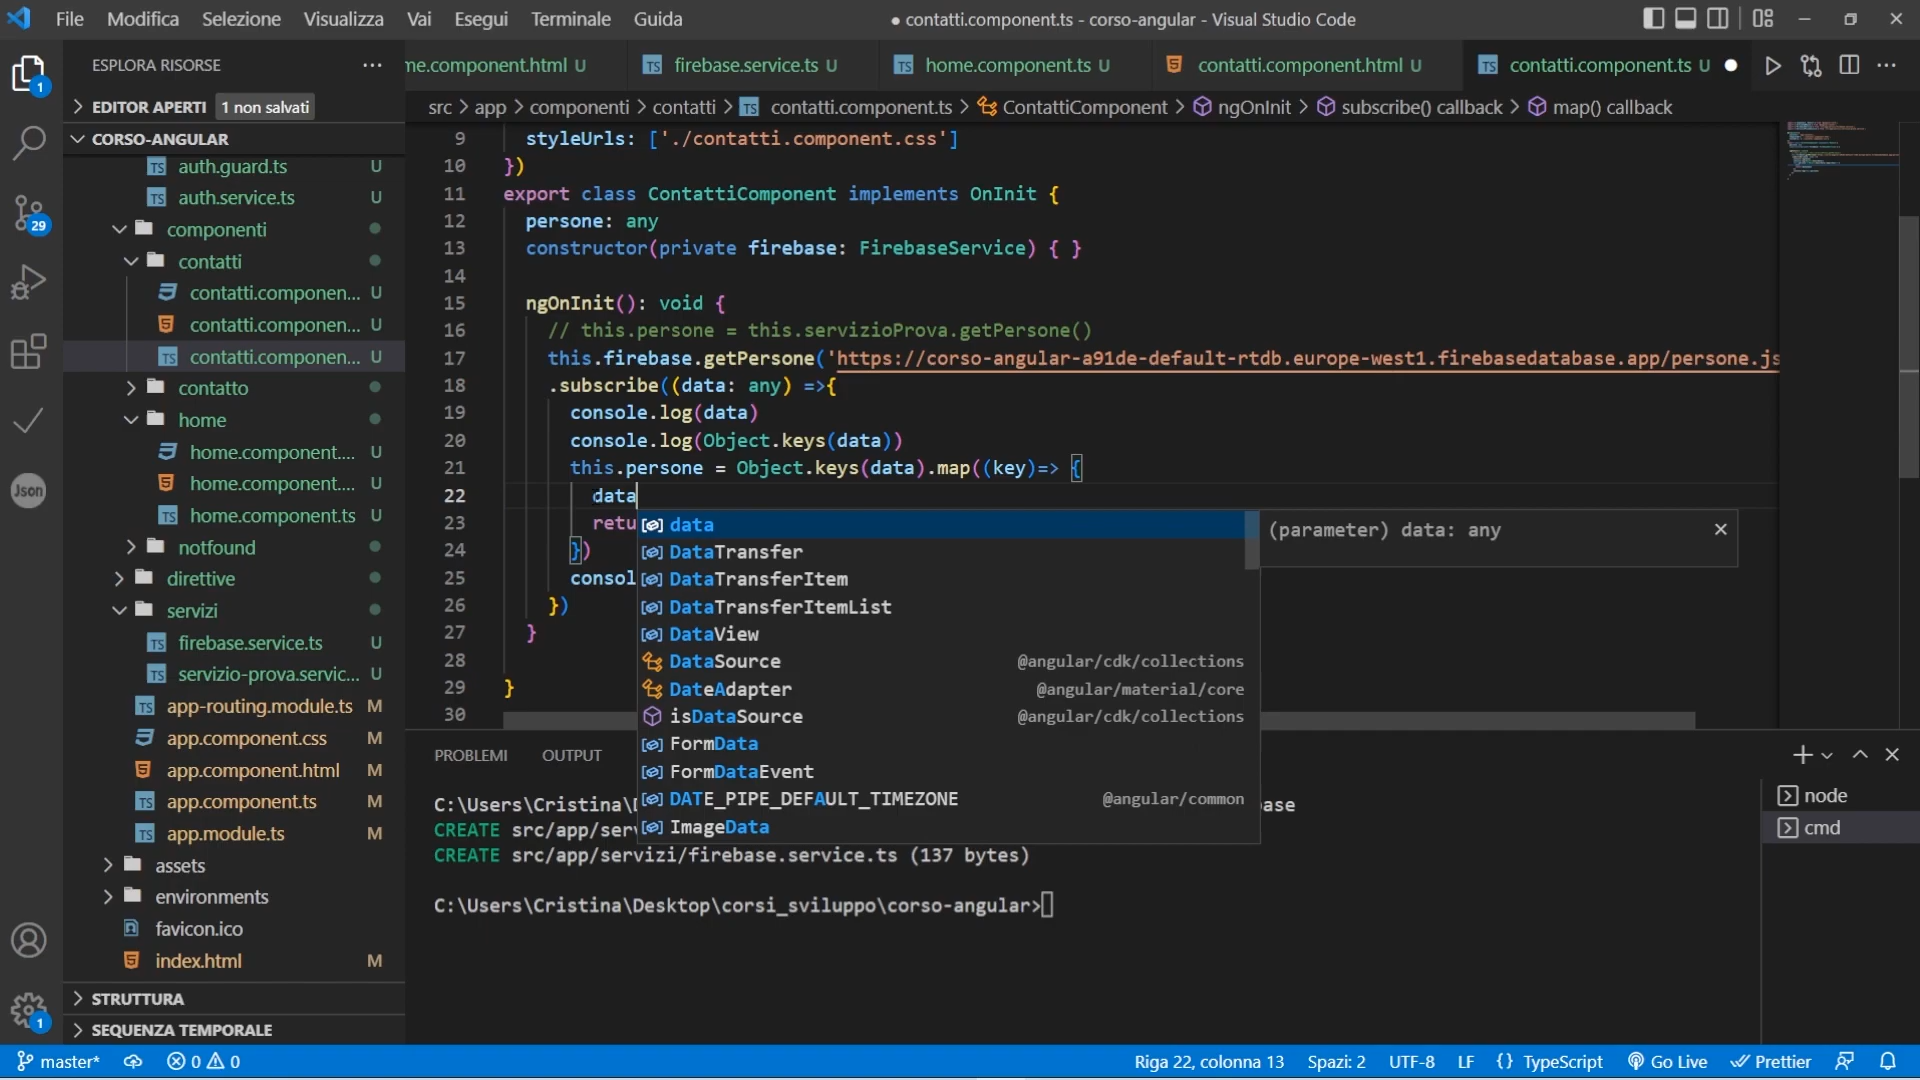 File Modifica Selezione Visualizza Vai Esegui Terminale Guida ● contatti.component.ts - corso-angular - Visual Studio Code
ESPLORA RISORSE
EDITOR APERTI 1 non salvati
CORSO-ANGULAR
auth.guard.ts U
auth.service.ts U
componenti
contatti
contatti.componen... U
contatti.componen... U
contatti.componen... U
contatto
home
home.component.... U
home.component.... U
home.component.ts U
notfound
direttive
servizi
firebase.service.ts U
servizio-prova.servic... U
app-routing.module.ts M
app.component.css M
app.component.html M
app.component.ts M
app.module.ts M
assets
environments
favicon.ico
index.html M
STRUTTURA
SEQUENZA TEMPORALE
1
29
Json
1
me.component.html U TS firebase.service.ts U TS home.component.ts U contatti.component.html U TS contatti.component.ts U
src > app > componenti > contatti > TS contatti.component.ts > ContattiComponent > ngOnInit > subscribe() callback > map() callback
9 styleUrls: ['./contatti.component.css']
10 })
11 export class ContattiComponent implements OnInit {
12 persone: any
13 constructor(private firebase: FirebaseService) { }
14
15 ngOnInit(): void {
16 // this.persone = this.servizioProva.getPersone()
17 this.firebase.getPersone('https://corso-angular-a91de-default-rtdb.europe-west1.firebasedatabase.app/persone.js
18 .subscribe((data: any) =>{
19 console.log(data)
20 console.log(Object.keys(data))
21 this.persone = Object.keys(data).map((key)=> {
22 data
23 retu
24 })
25 consol
26 })
27 }
28
29 }
30
data
DataTransfer
DataTransferItem
DataTransferItemList
DataView
DataSource @angular/cdk/collections
DateAdapter @angular/material/core
isDataSource @angular/cdk/collections
FormData
FormDataEvent
DATE_PIPE_DEFAULT_TIMEZONE @angular/common
ImageData
(parameter) data: any
PROBLEMI OUTPUT
C:\Users\Cristina\D ase
CREATE src/app/serv
CREATE src/app/servizi/firebase.service.ts (137 bytes)
C:\Users\Cristina\Desktop\corsi_sviluppo\corso-angular>
node
cmd
master* 0 0 Riga 22, colonna 13 Spazi: 2 UTF-8 LF {} TypeScript Go Live Prettier